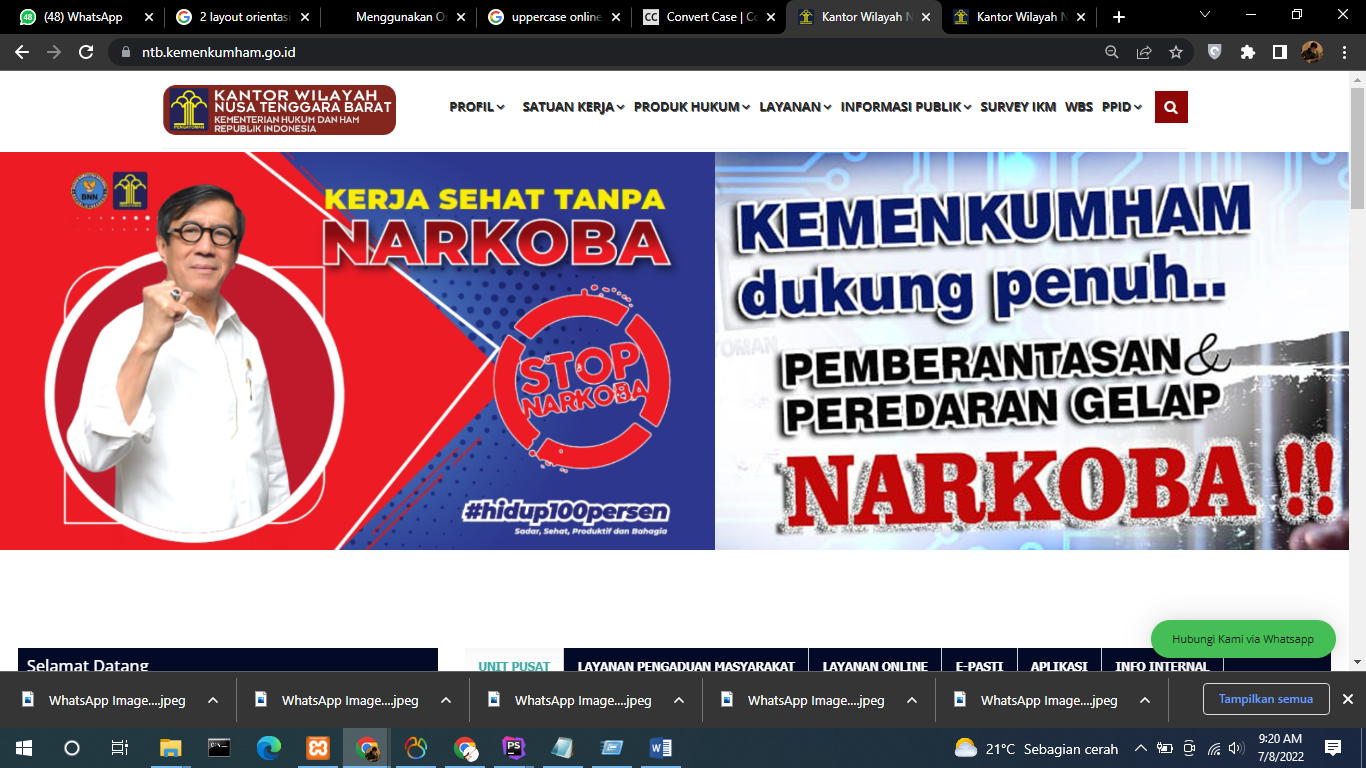 (48) WhatsApp
2 layout orientasi
Menggunakan O
uppercase online
CC
Convert Case | Co
Kantor Wilayah N
Kantor Wilayah N
ntb.kemenkumham.go.id
KANTOR WILAYAH
NUSA TENGGARA BARAT
KEMENTERIAN HUKUM DAN HAM
REPUBLIK INDONESIA
PENGAYOMAN
PROFIL SATUAN KERJA PRODUK HUKUM LAYANAN INFORMASI PUBLIK SURVEY IKM WBS PPID
BNN
KERJA SEHAT TANPA
NARKOBA
STOP
NARKOBA
#hidup100persen
Sadar, Sehat, Produktif dan Bahagia
KEMENKUMHAM
dukung penuh..
PEMBERANTASAN &
PEREDARAN GELAP
NARKOBA !!
Hubungi Kami via Whatsapp
Selamat Datang
UNIT PUSAT LAYANAN PENGADUAN MASYARAKAT LAYANAN ONLINE E-PASTI APLIKASI INFO INTERNAL
WhatsApp Image....jpeg
WhatsApp Image....jpeg
WhatsApp Image....jpeg
WhatsApp Image....jpeg
WhatsApp Image....jpeg
Tampilkan semua
21°C Sebagian cerah
9:20 AM
7/8/2022